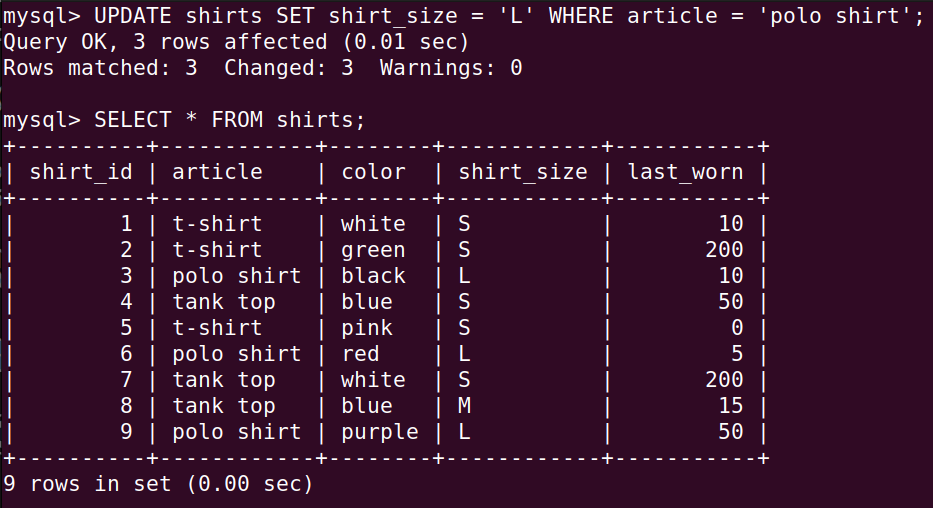 mysql> UPDATE shirts SET shirt_size = 'L' WHERE article = 'polo shirt';
Query OK, 3 rows affected (0.01 sec)
Rows matched: 3  Changed: 3  Warnings: 0

mysql> SELECT * FROM shirts;
+----------+------------+--------+------------+-----------+
| shirt_id | article    | color  | shirt_size | last_worn |
+----------+------------+--------+------------+-----------+
|        1 | t-shirt    | white  | S          |        10 |
|        2 | t-shirt    | green  | S          |       200 |
|        3 | polo shirt | black  | L          |        10 |
|        4 | tank top   | blue   | S          |        50 |
|        5 | t-shirt    | pink   | S          |         0 |
|        6 | polo shirt | red    | L          |         5 |
|        7 | tank top   | white  | S          |       200 |
|        8 | tank top   | blue   | M          |        15 |
|        9 | polo shirt | purple | L          |        50 |
+----------+------------+--------+------------+-----------+
9 rows in set (0.00 sec)